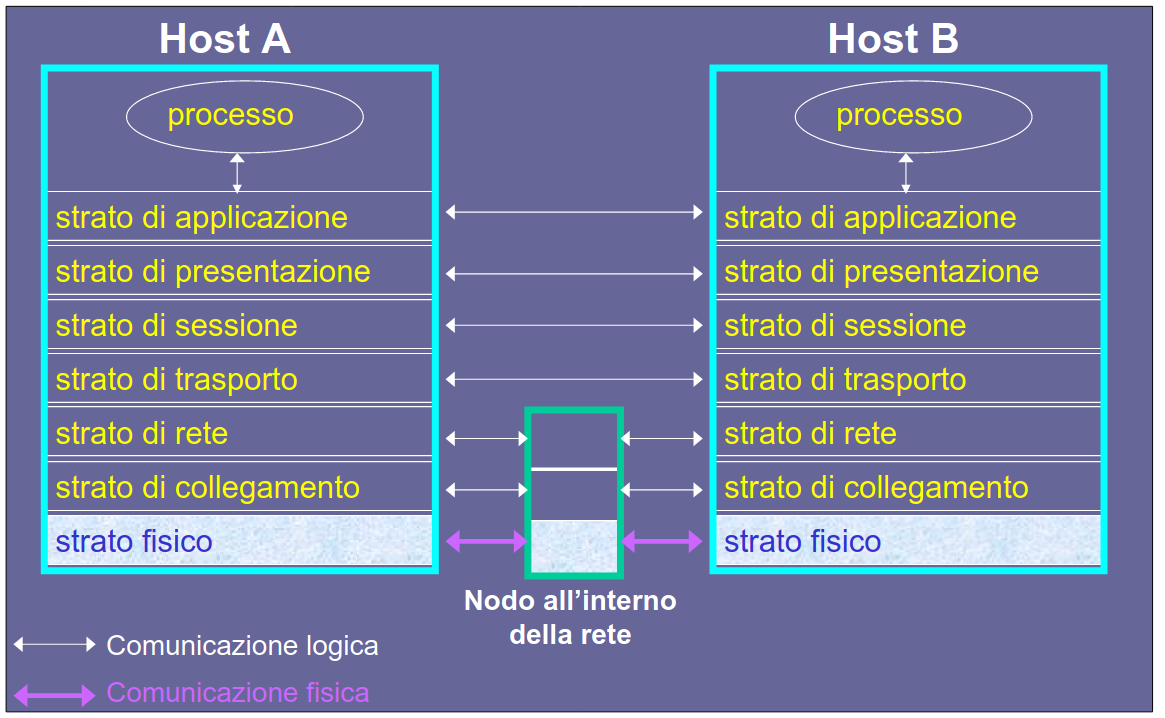 Host A
Host B
processo
processo
strato di applicazione
strato di applicazione
strato di presentazione
strato di presentazione
strato di sessione
strato di sessione
strato di trasporto
strato di trasporto
strato di rete
strato di rete
strato di collegamento
strato di collegamento
strato fisico
strato fisico
Nodo all’interno
della rete
Comunicazione logica
Comunicazione fisica